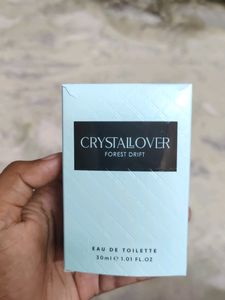 CRYSTALLOVER
FOREST DRIFT
EAU DE TOILETTE
30ml ℮ 1.01 FL.OZ